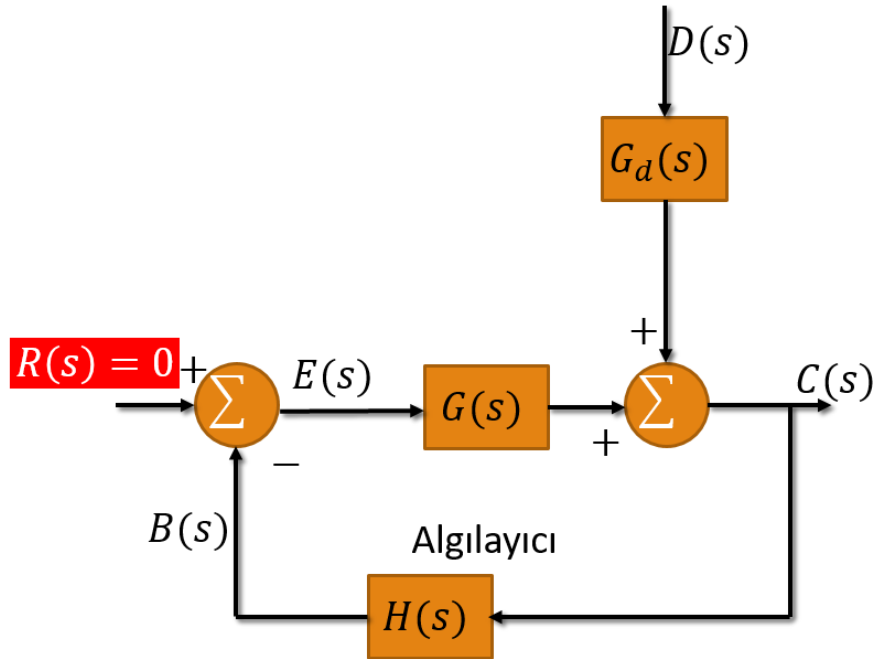 D(s)
G_d(s)
+
R(s) = 0
+
Σ
E(s)
G(s)
+
Σ
C(s)
−
B(s)
Algılayıcı
H(s)